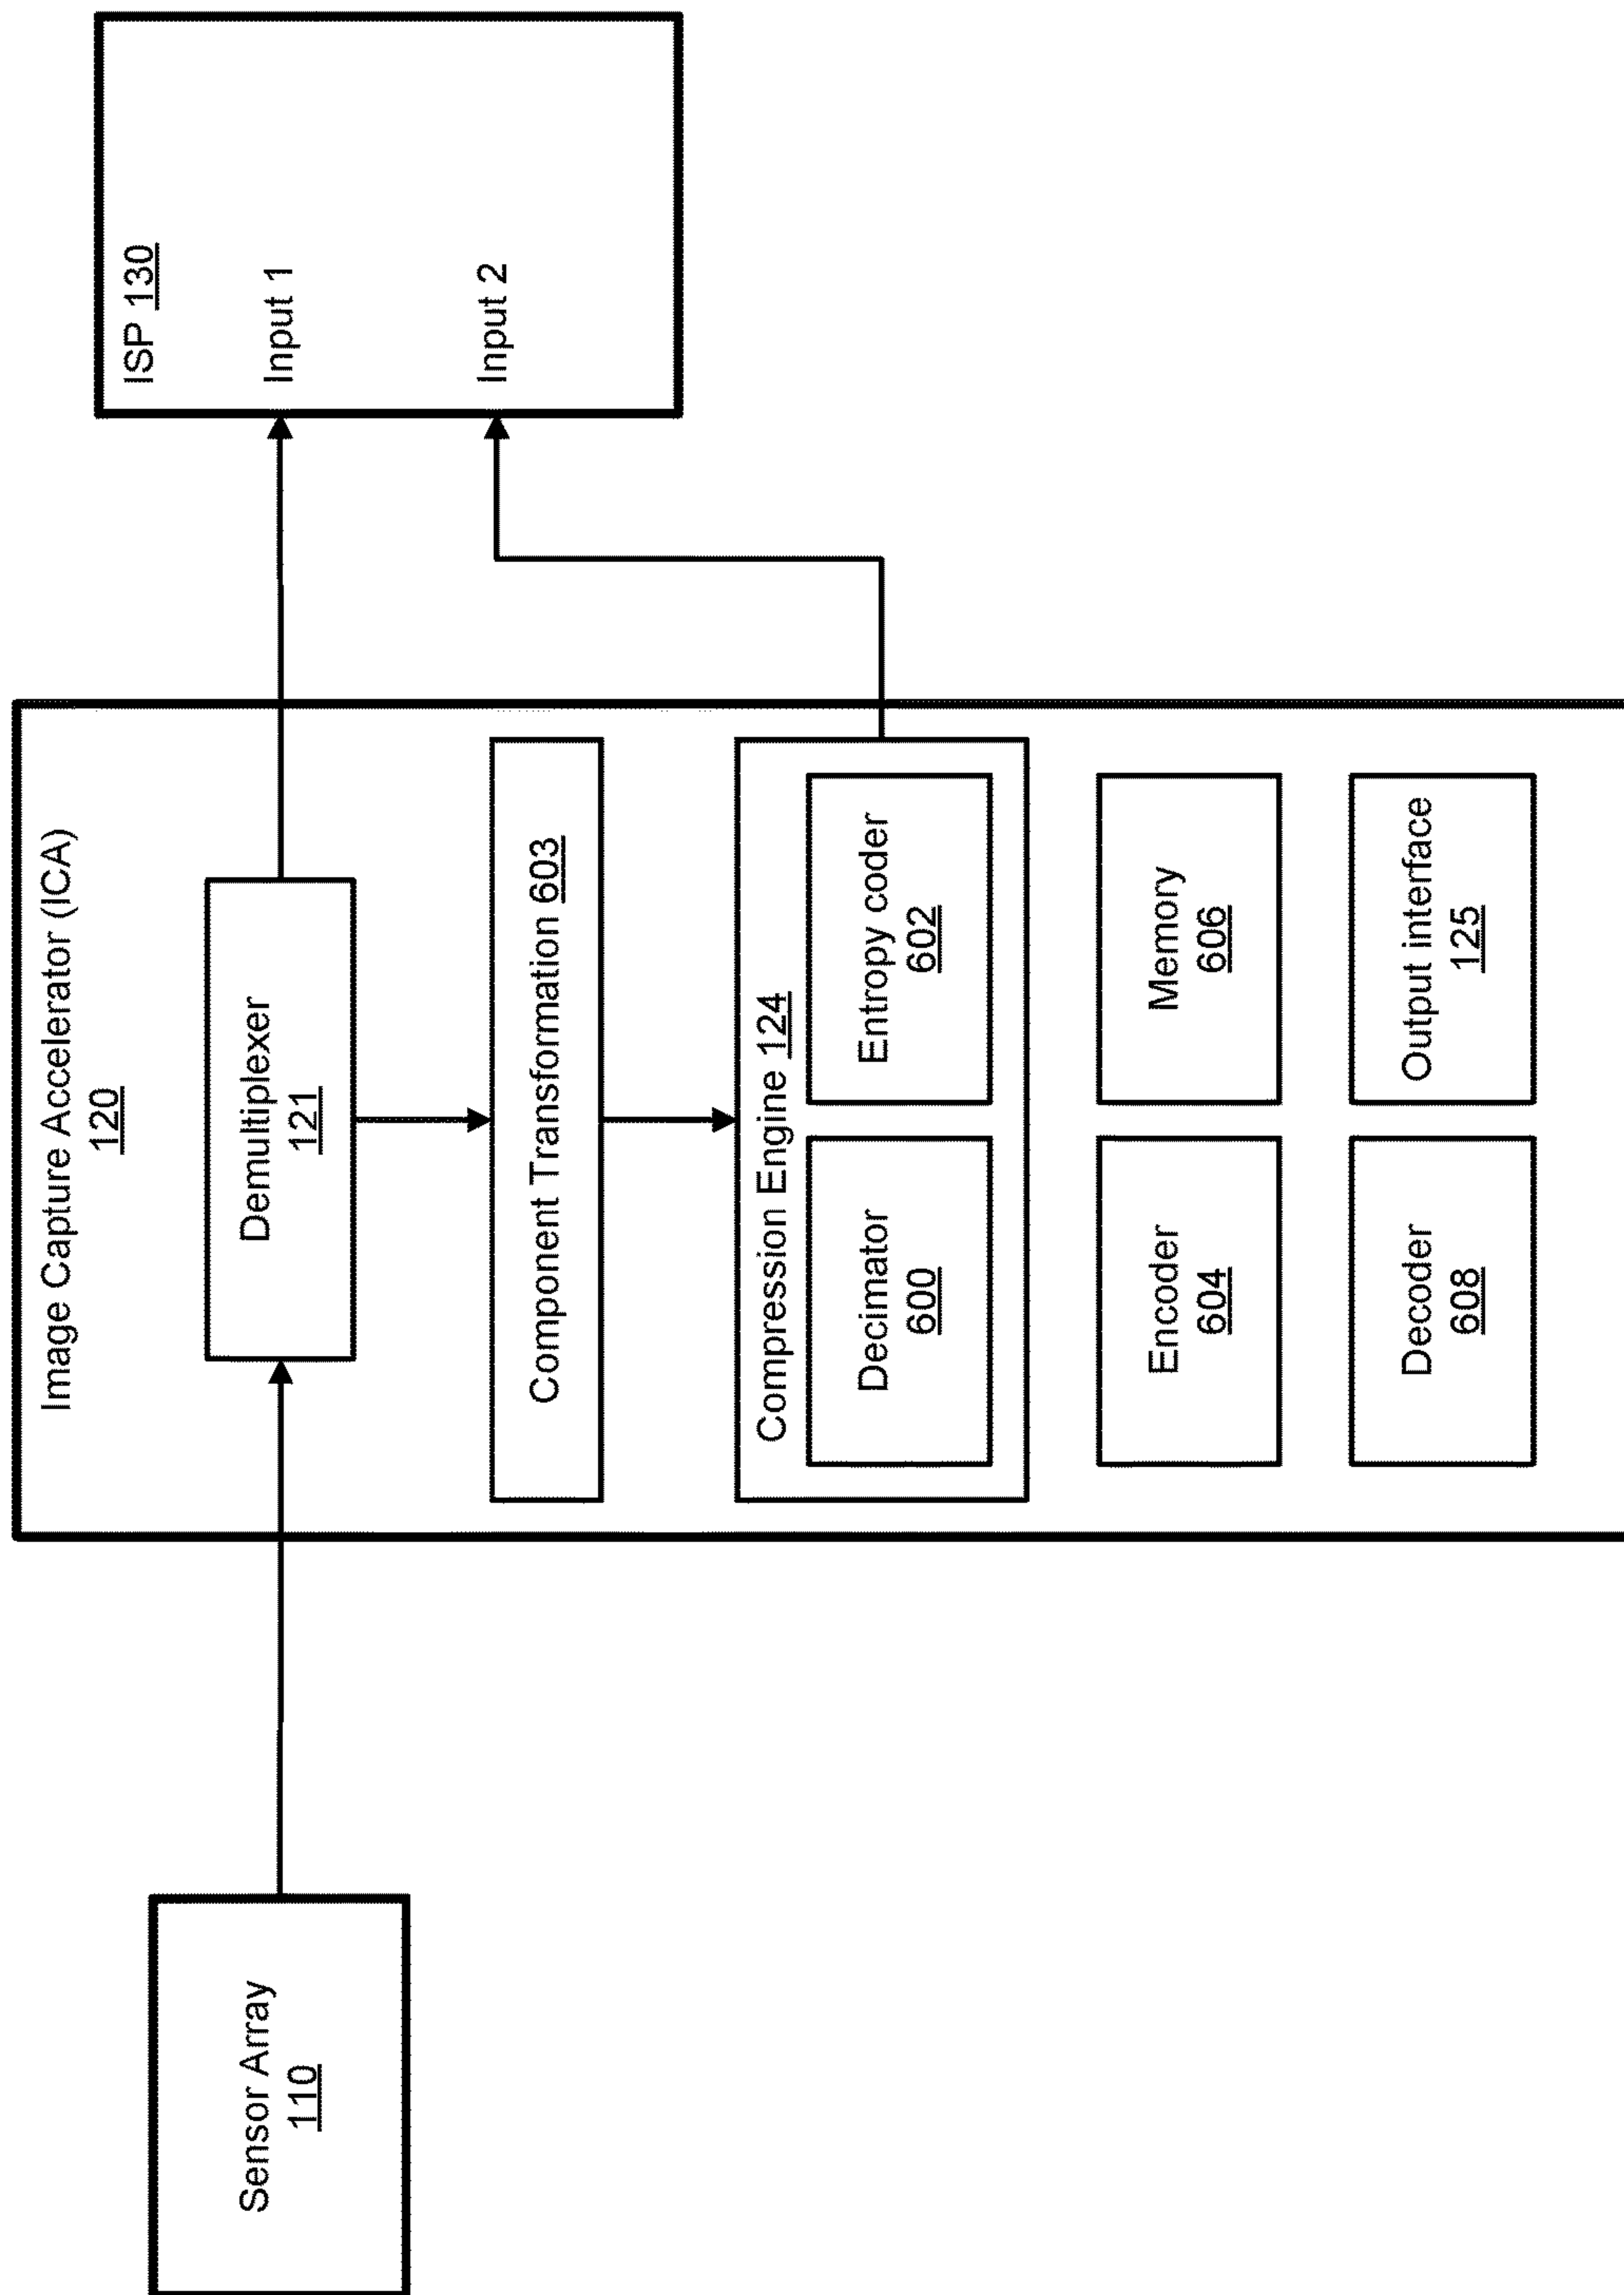 Sensor Array
110
Image Capture Accelerator (ICA)
120
Demultiplexer
121
Component Transformation 603
Compression Engine 124
Decimator
600
Entropy coder
602
Encoder
604
Memory
606
Decoder
608
Output interface
125
ISP 130
Input 1
Input 2